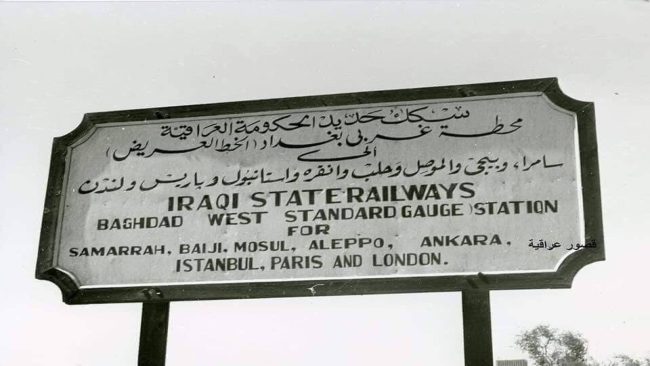 سكك حديد الحكومة العراقية
محطة غربي بغداد (الخط العريض)
الى
سامراء، وبيجي والموصل وحلب وانقره واستانبول وباريس ولندن
IRAQI STATE RAILWAYS
BAGHDAD WEST STANDARD GAUGE) STATION
FOR
SAMARRAH, BAIJI, MOSUL, ALEPPO, ANKARA,
ISTANBUL, PARIS AND LONDON.
قصور عراقية